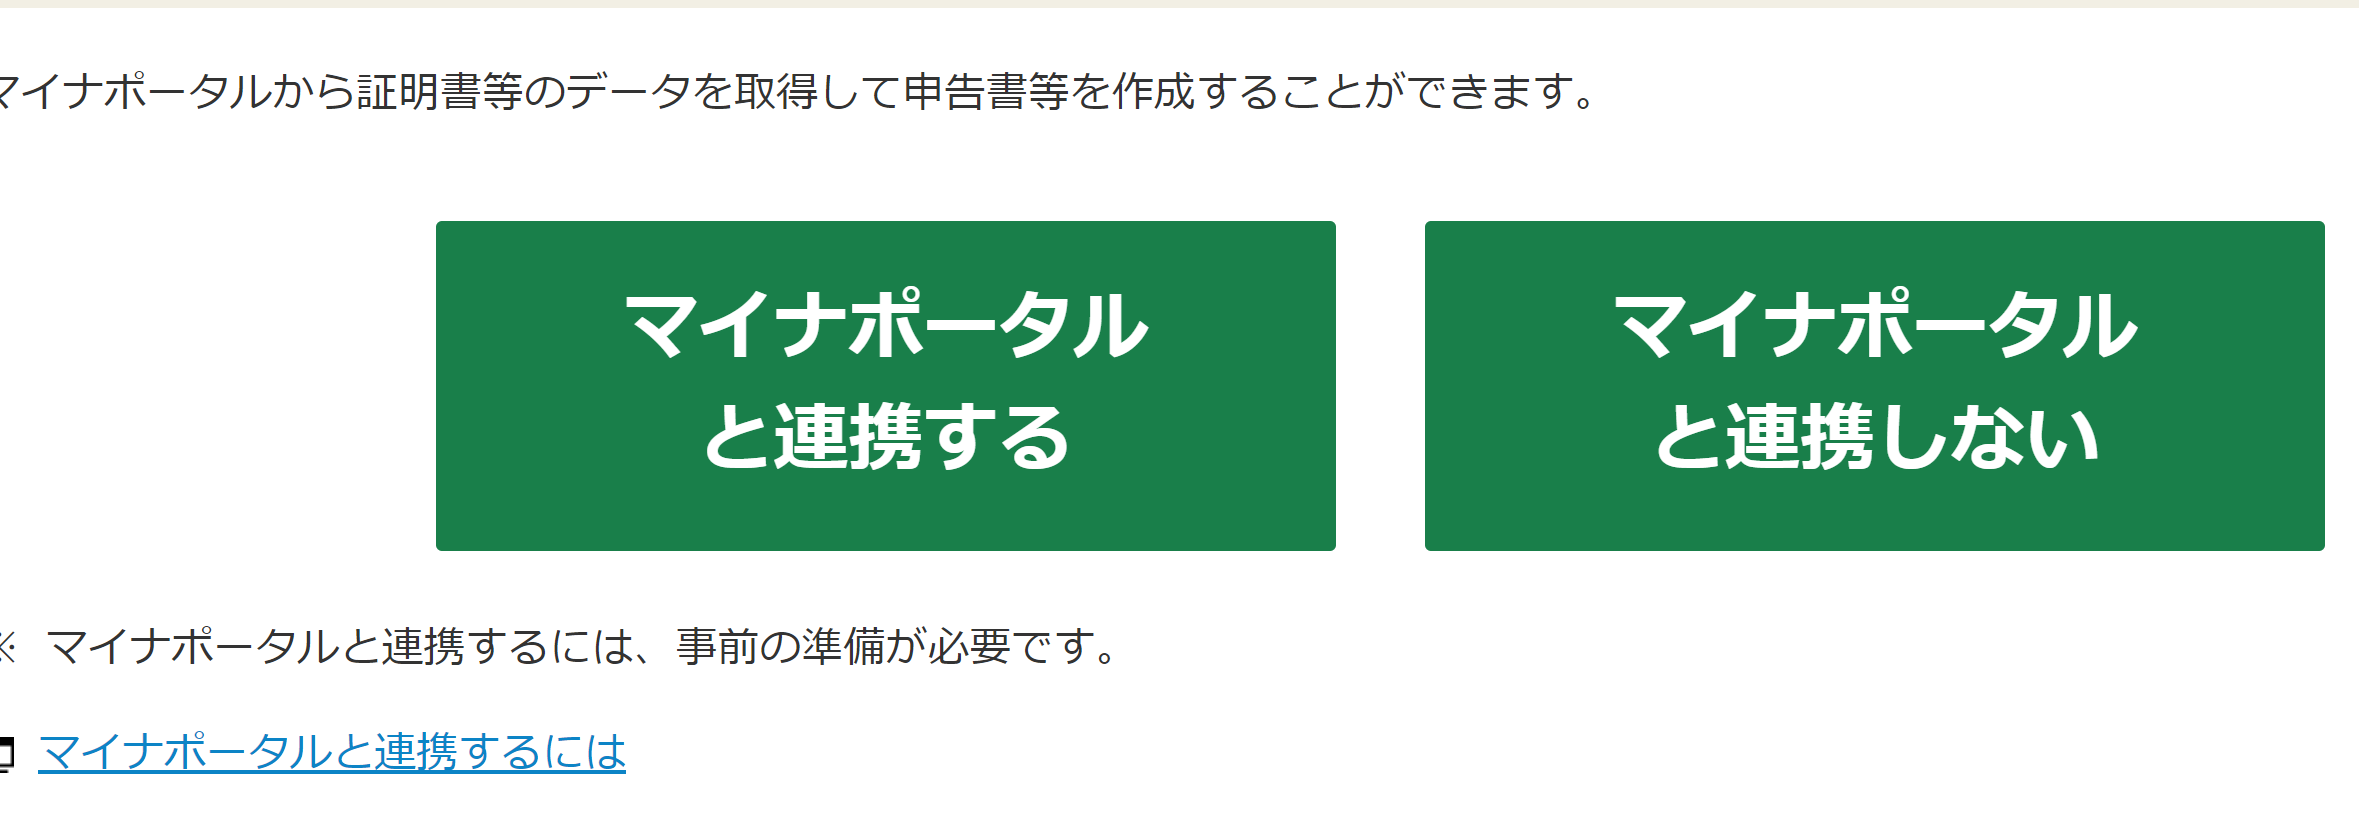 マイナポータルから証明書等のデータを取得して申告書等を作成することができます。
マイナポータル
と連携する
マイナポータル
と連携しない
※ マイナポータルと連携するには、事前の準備が必要です。
マイナポータルと連携するには